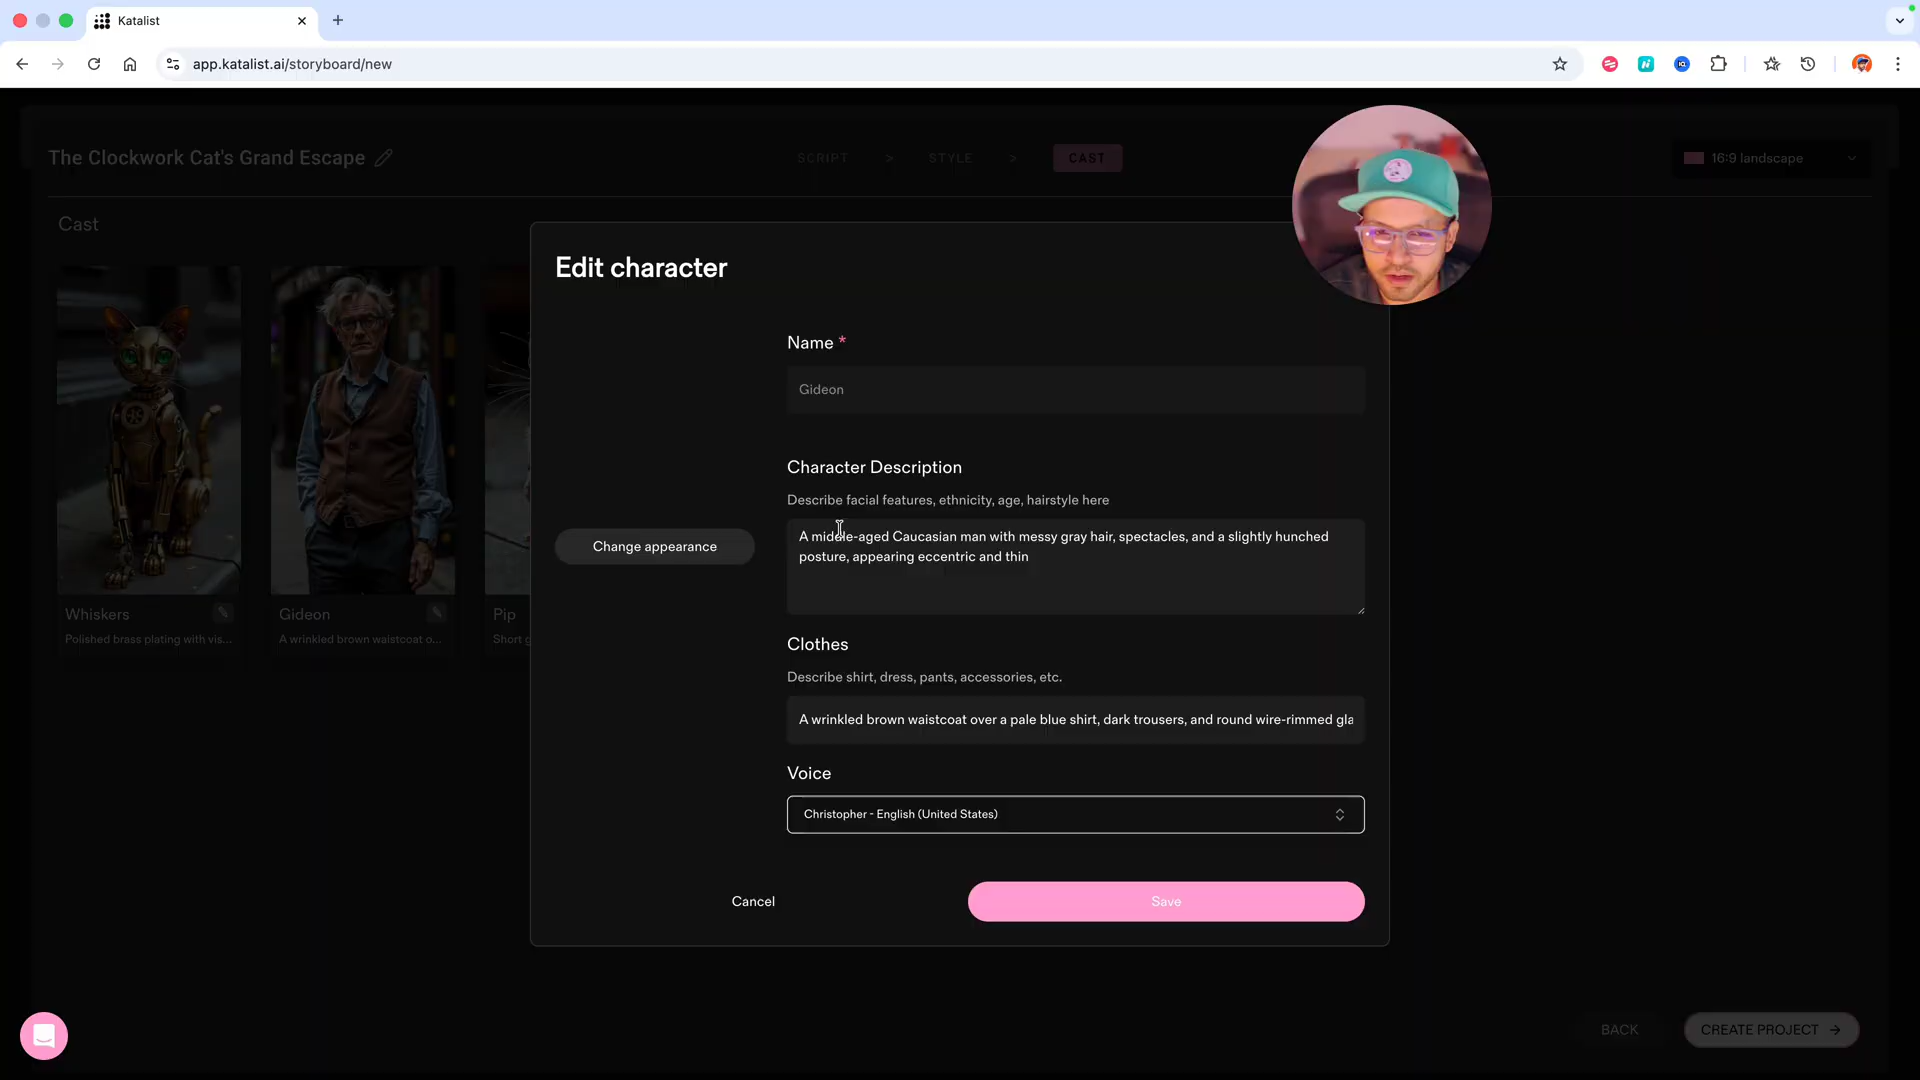 Katalist
app.katalist.ai/storyboard/new
The Clockwork Cat's Grand Escape
SCRIPT > STYLE > CAST
16:9 landscape
Cast
Edit character
Name *
Gideon
Character Description
Describe facial features, ethnicity, age, hairstyle here
Change appearance
A middle-aged Caucasian man with messy gray hair, spectacles, and a slightly hunched
posture, appearing eccentric and thin
Whiskers
Polished brass plating with vis...
Gideon
A wrinkled brown waistcoat o...
Pip
Short g
Clothes
Describe shirt, dress, pants, accessories, etc.
A wrinkled brown waistcoat over a pale blue shirt, dark trousers, and round wire-rimmed gla
Voice
Christopher - English (United States)
Cancel
Save
BACK
CREATE PROJECT →